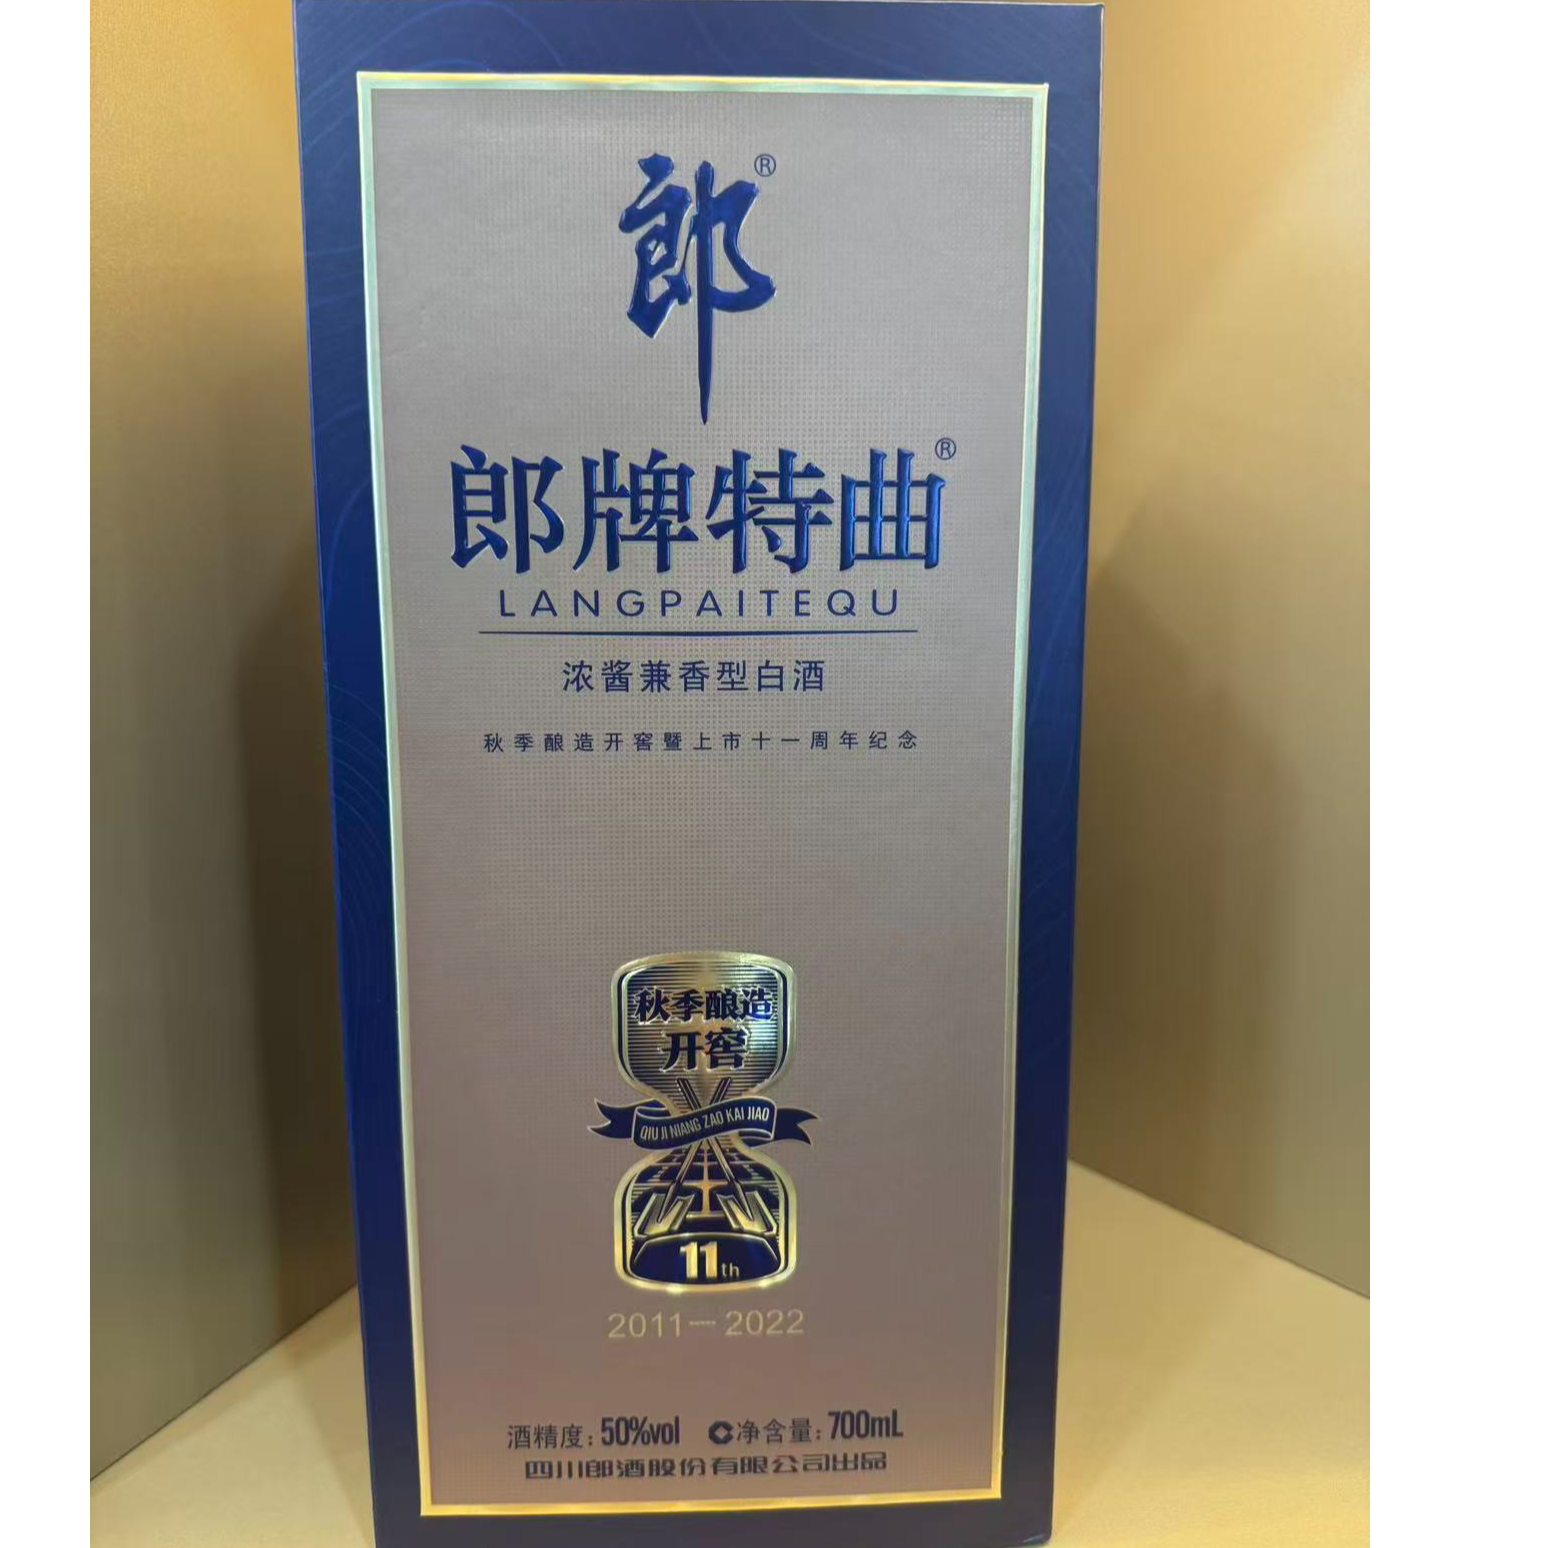 郎®
郎牌特曲®
LANGPAITEQU
浓酱兼香型白酒
秋季酿造开窖暨上市十一周年纪念
秋季酿造
开窖
QIU JI NIANG ZAO KAI JIAO
11th
2011—2022
酒精度:50%vol C净含量:700mL
四川郎酒股份有限公司出品